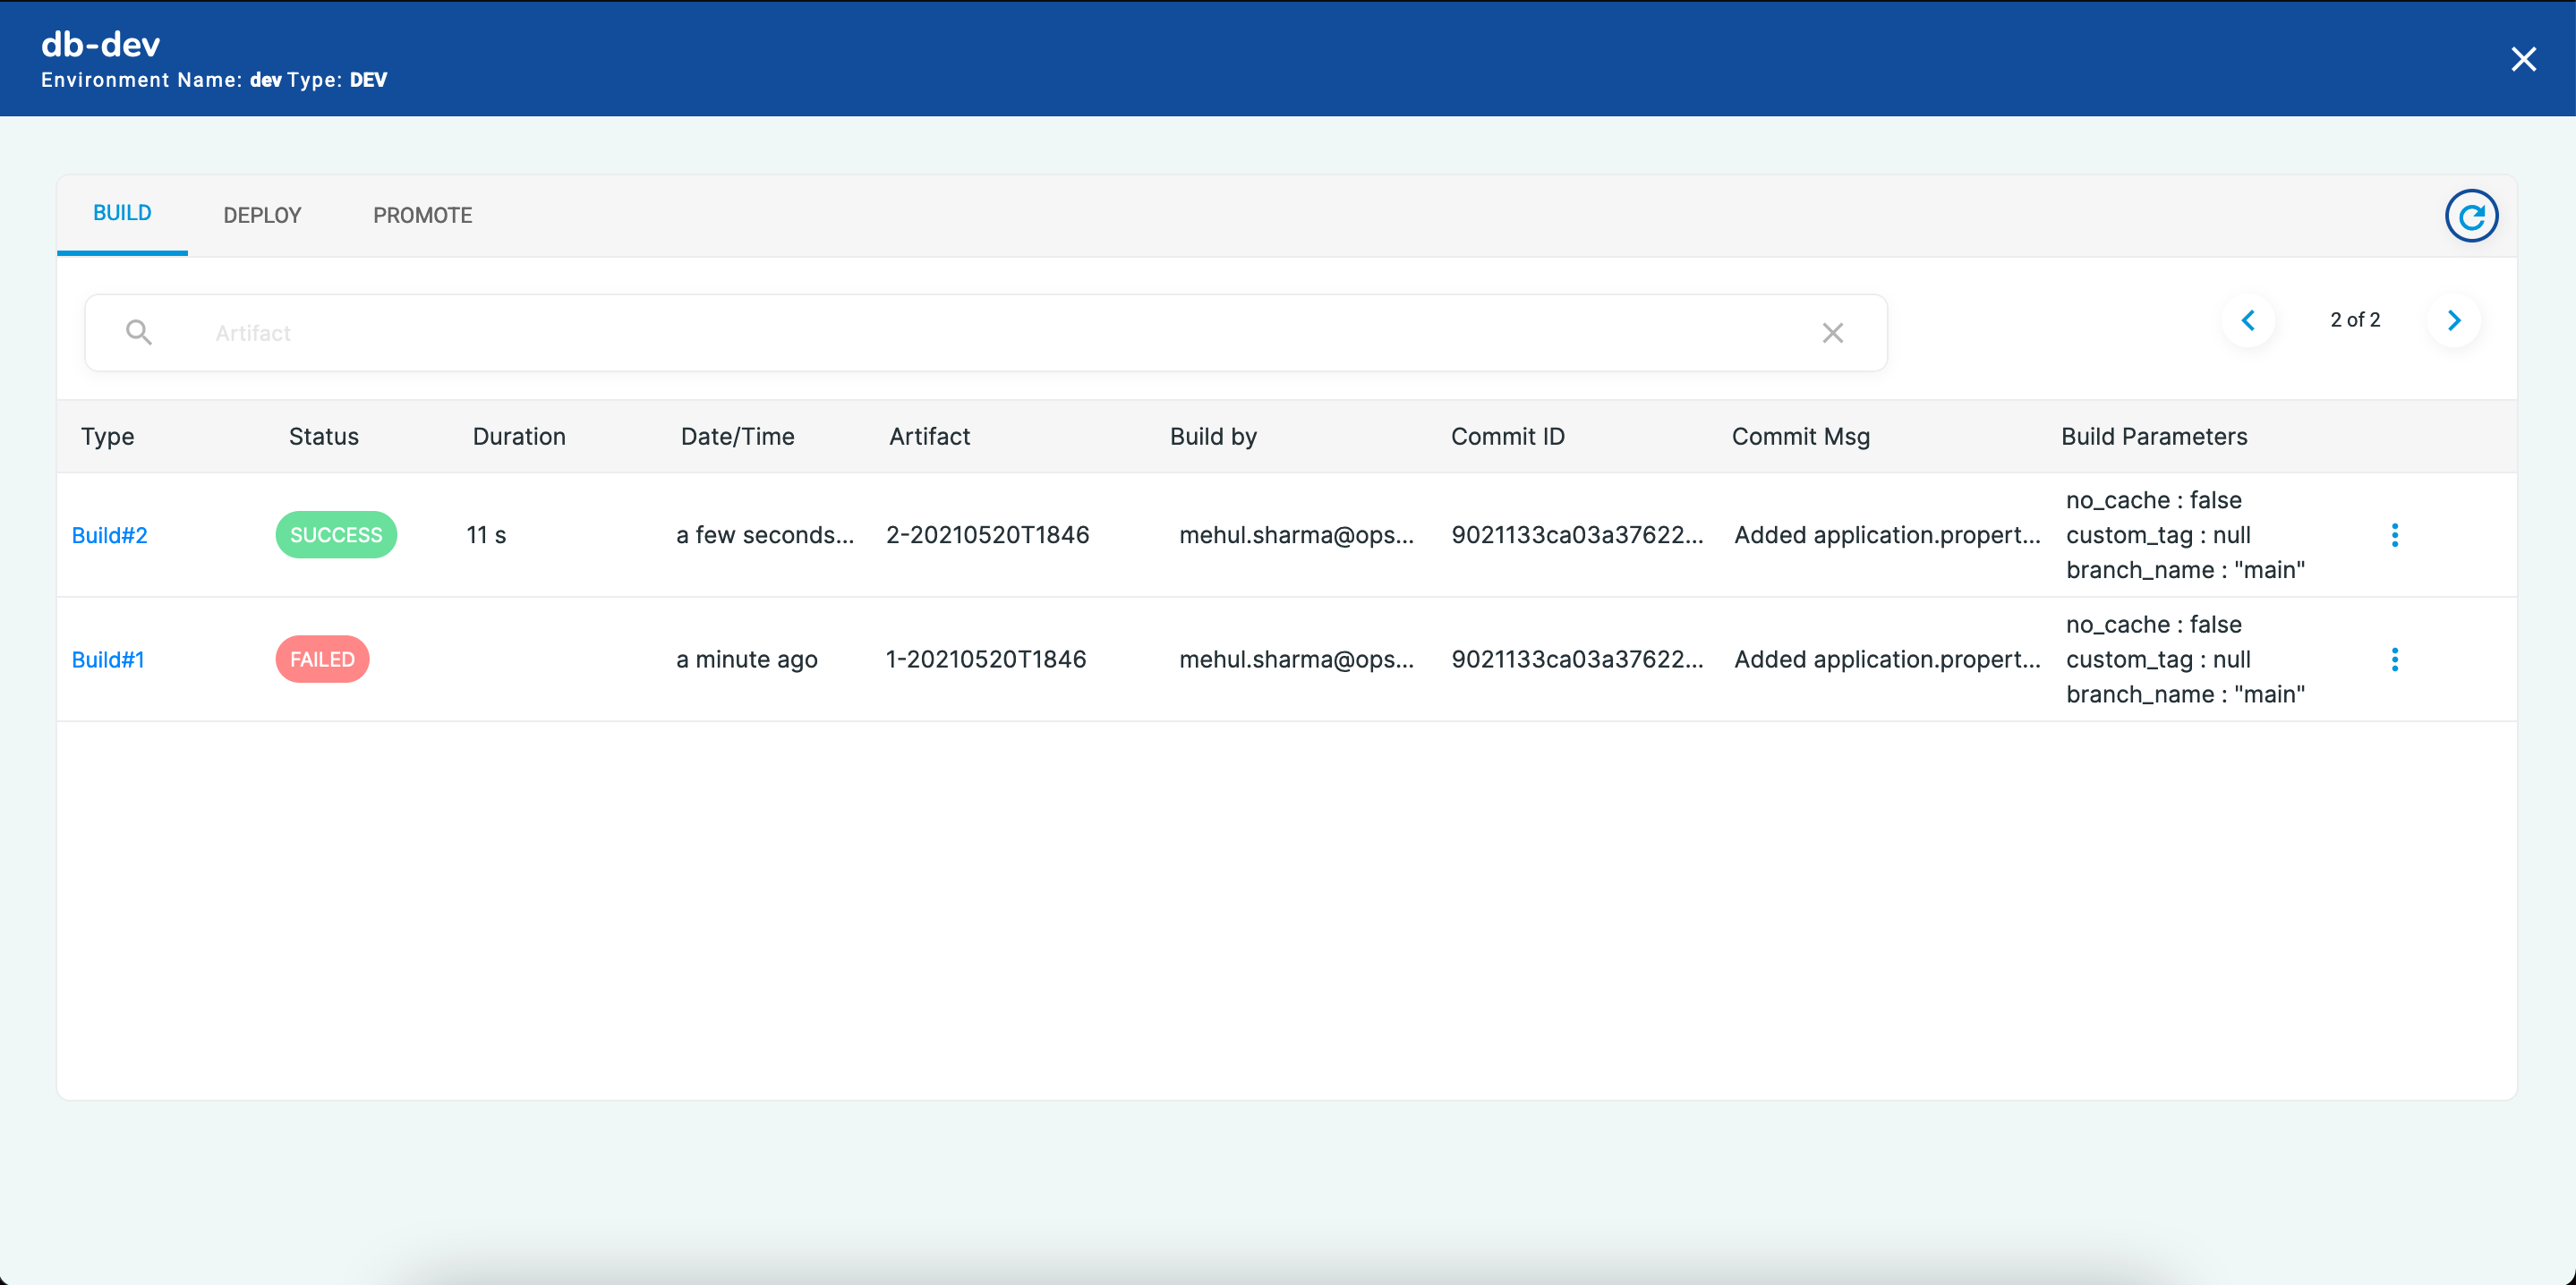 db-dev
Environment Name: dev Type: DEV
BUILD DEPLOY PROMOTE
Artifact
2 of 2
Type Status Duration Date/Time Artifact Build by Commit ID Commit Msg Build Parameters
no_cache : false
Build#2 SUCCESS 11 s a few seconds... 2-20210520T1846 mehul.sharma@ops... 9021133ca03a37622... Added application.propert... custom_tag : null
branch_name : "main"
no_cache : false
Build#1 FAILED a minute ago 1-20210520T1846 mehul.sharma@ops... 9021133ca03a37622... Added application.propert... custom_tag : null
branch_name : "main"